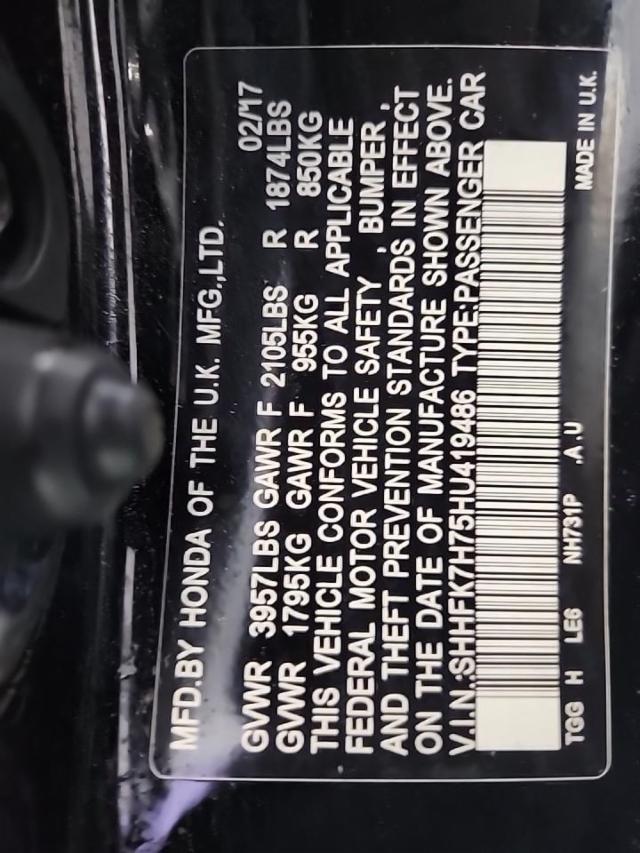 MFD.BY HONDA OF THE U.K. MFG.,LTD.
02/17
GVWR 3957LBS GAWR F 2105LBS R 1874LBS
GVWR 1795KG GAWR F 955KG R 850KG
THIS VEHICLE CONFORMS TO ALL APPLICABLE
FEDERAL MOTOR VEHICLE SAFETY , BUMPER ,
AND THEFT PREVENTION STANDARDS IN EFFECT
ON THE DATE OF MANUFACTURE SHOWN ABOVE.
V.I.N.:SHHFK7H75HU419486 TYPE:PASSENGER CAR
TGG H LE6 NH731P .A.U MADE IN U.K.